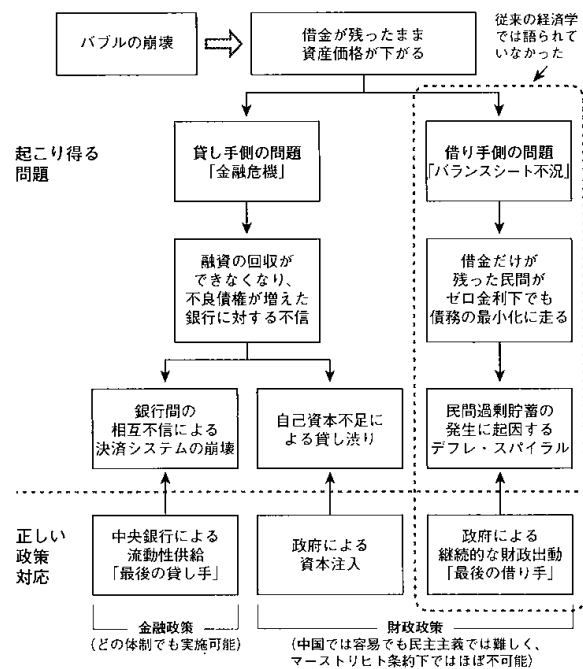 バブルの崩壊
借金が残ったまま
資産価格が下がる
従来の経済学
では語られて
いなかった
起こり得る
問題
貸し手側の問題
「金融危機」
借り手側の問題
「バランスシート不況」
融資の回収が
できなくなり、
不良債権が増えた
銀行に対する不信
借金だけが
残った民間が
ゼロ金利下でも
債務の最小化に走る
銀行間の
相互不信による
決済システムの崩壊
自己資本不足
による貸し渋り
民間過剰貯蓄の
発生に起因する
デフレ・スパイラル
正しい
政策
対応
中央銀行による
流動性供給
「最後の貸し手」
政府による
資本注入
政府による
継続的な財政出動
「最後の借り手」
金融政策
(どの体制でも実施可能)
財政政策
(中国では容易でも民主主義では難しく、
マーストリヒト条約下ではほぼ不可能)